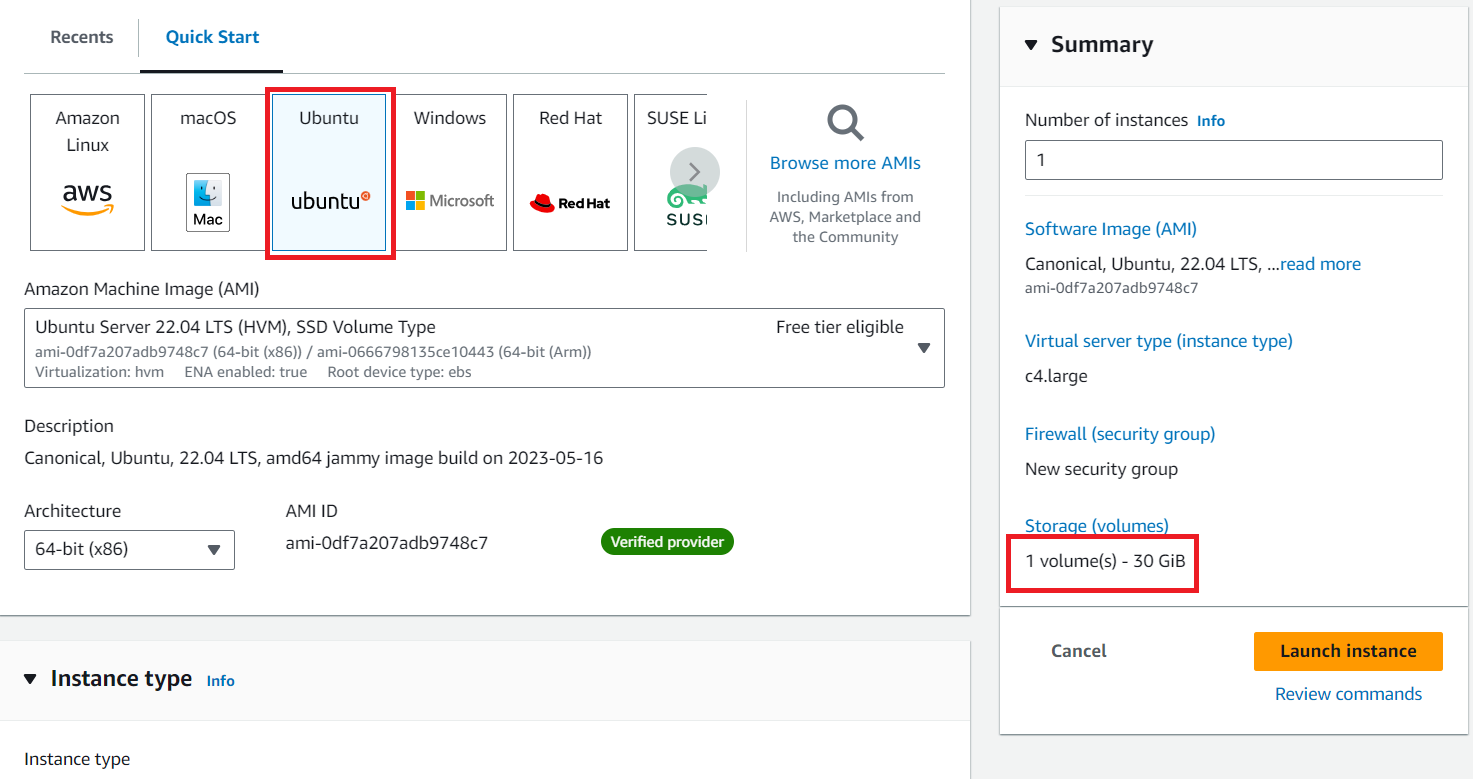 Recents
Quick Start
Amazon
Linux
aws
macOS
Mac
Ubuntu
ubuntu
Windows
Microsoft
Red Hat
Red Hat
SUSE Li
SUS
Browse more AMIs
Including AMIs from
AWS, Marketplace and
the Community
Amazon Machine Image (AMI)
Ubuntu Server 22.04 LTS (HVM), SSD Volume Type
Free tier eligible
ami-0df7a207adb9748c7 (64-bit (x86)) / ami-0666798135ce10443 (64-bit (Arm))
Virtualization: hvm ENA enabled: true Root device type: ebs
Description
Canonical, Ubuntu, 22.04 LTS, amd64 jammy image build on 2023-05-16
Architecture
64-bit (x86)
AMI ID
ami-0df7a207adb9748c7
Verified provider
Instance type Info
Instance type
Summary
Number of instances Info
1
Software Image (AMI)
Canonical, Ubuntu, 22.04 LTS, ...read more
ami-0df7a207adb9748c7
Virtual server type (instance type)
c4.large
Firewall (security group)
New security group
Storage (volumes)
1 volume(s) - 30 GiB
Cancel
Launch instance
Review commands